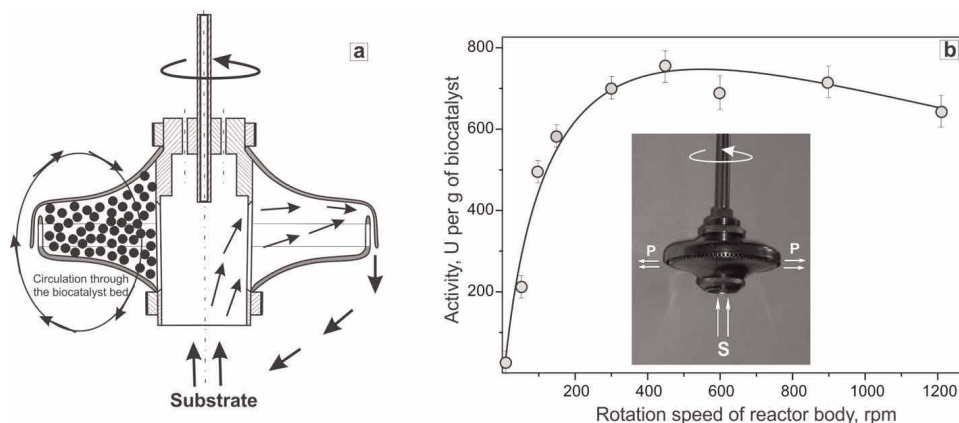 a
Circulation through
the biocatalyst bed
Substrate
b
Activity, U per g of biocatalyst
800
600
400
200
P
P
S
200 400 600 800 1000 1200
Rotation speed of reactor body, rpm